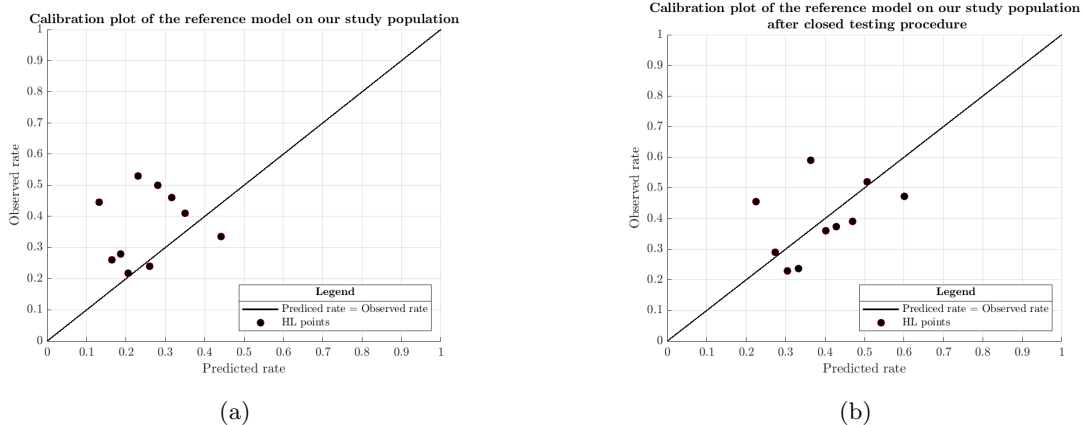 Calibration plot of the reference model on our study population
1
0.9
0.8
0.7
0.6
0.5
0.4
0.3
0.2
0.1
0
Observed rate
0 0.1 0.2 0.3 0.4 0.5 0.6 0.7 0.8 0.9 1
Predicted rate
Legend
Prediced rate = Observed rate
HL points
(a)
Calibration plot of the reference model on our study population
after closed testing procedure
1
0.9
0.8
0.7
0.6
0.5
0.4
0.3
0.2
0.1
0
Observed rate
0 0.1 0.2 0.3 0.4 0.5 0.6 0.7 0.8 0.9 1
Predicted rate
Legend
Prediced rate = Observed rate
HL points
(b)